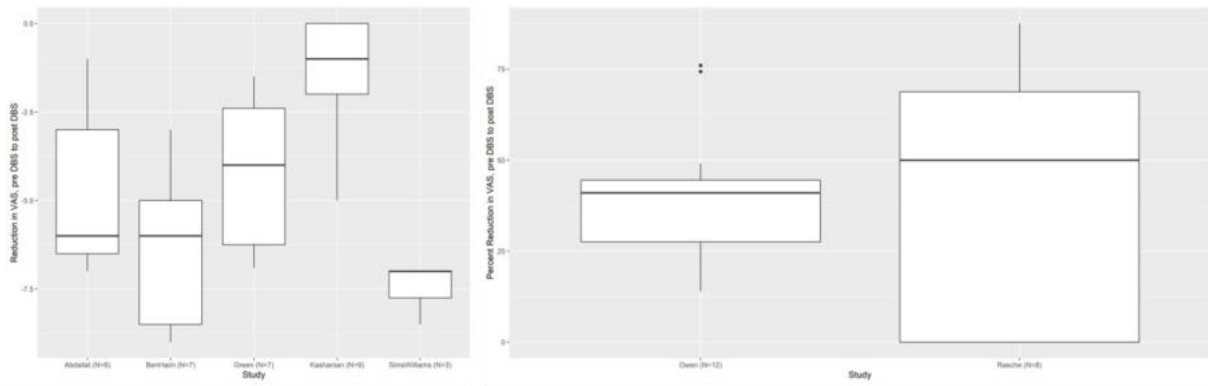 Reduction in VAS, pre DBS to post DBS
0.0
-2.5
-5.0
-7.5
Abdallat (N=6)
BenHaim (N=7)
Green (N=7)
Kashanian (N=9)
SimsWilliams (N=3)
Study
Percent Reduction in VAS, pre DBS to post DBS
75
50
25
0
Owen (N=12)
Rasche (N=8)
Study